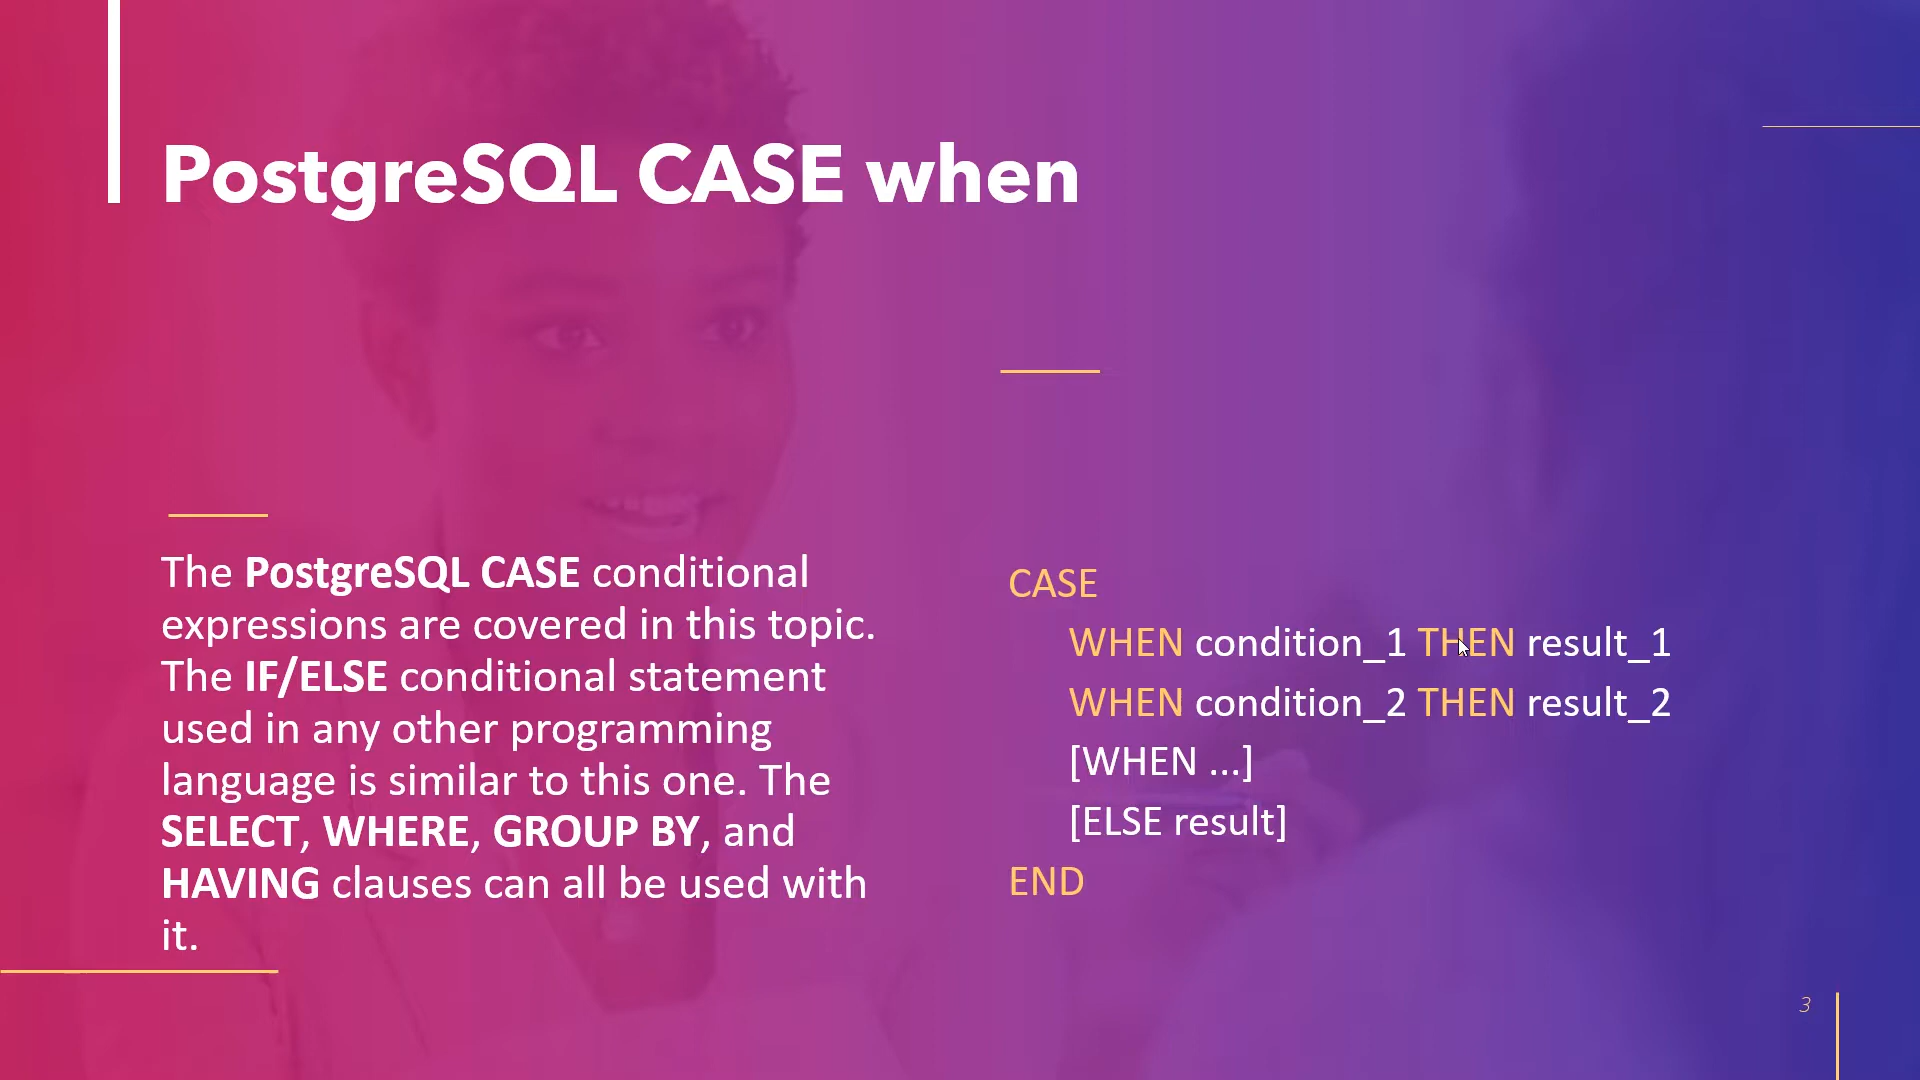 PostgreSQL CASE when
The PostgreSQL CASE conditional
expressions are covered in this topic.
The IF/ELSE conditional statement
used in any other programming
language is similar to this one. The
SELECT, WHERE, GROUP BY, and
HAVING clauses can all be used with
it.
CASE
WHEN condition_1 THEN result_1
WHEN condition_2 THEN result_2
[WHEN ...]
[ELSE result]
END
3